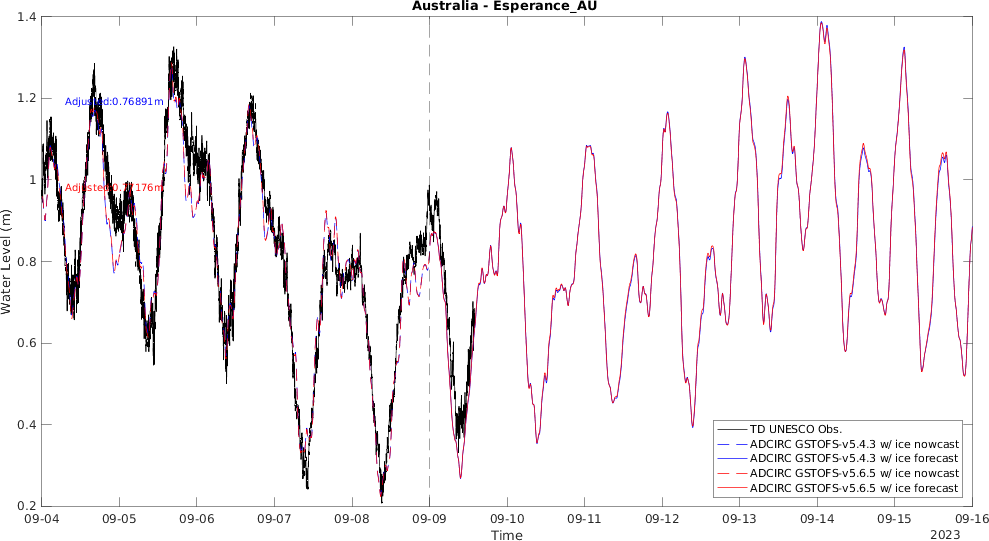 Australia - Esperance_AU
1.4
1.2
1
0.8
0.6
0.4
0.2
Water Level (m)
Adjusted:0.76891m
TD UNESCO Obs.
ADCIRC GSTOFS-v5.4.3 w/ ice nowcast
ADCIRC GSTOFS-v5.4.3 w/ ice forecast
ADCIRC GSTOFS-v5.6.5 w/ ice nowcast
ADCIRC GSTOFS-v5.6.5 w/ ice forecast
09-04
09-05
09-06
09-07
09-08
09-09
09-10
09-11
09-12
09-13
09-14
09-15
09-16
Time
2023